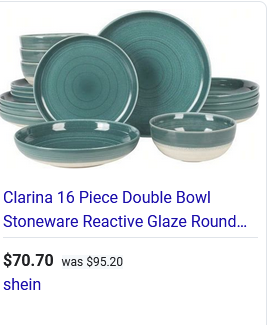 Clarina 16 Piece Double Bowl
Stoneware Reactive Glaze Round...
$70.70 was $95.20
shein